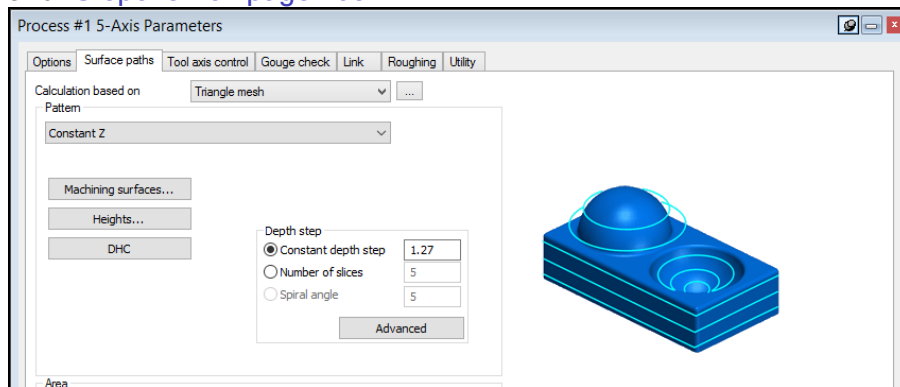 Process #1 5-Axis Parameters
Options Surface paths Tool axis control Gouge check Link Roughing Utility
Calculation based on Triangle mesh ...
Pattern
Constant Z
Machining surfaces...
Heights...
DHC
Depth step
Constant depth step 1.27
Number of slices 5
Spiral angle 5
Advanced
Area